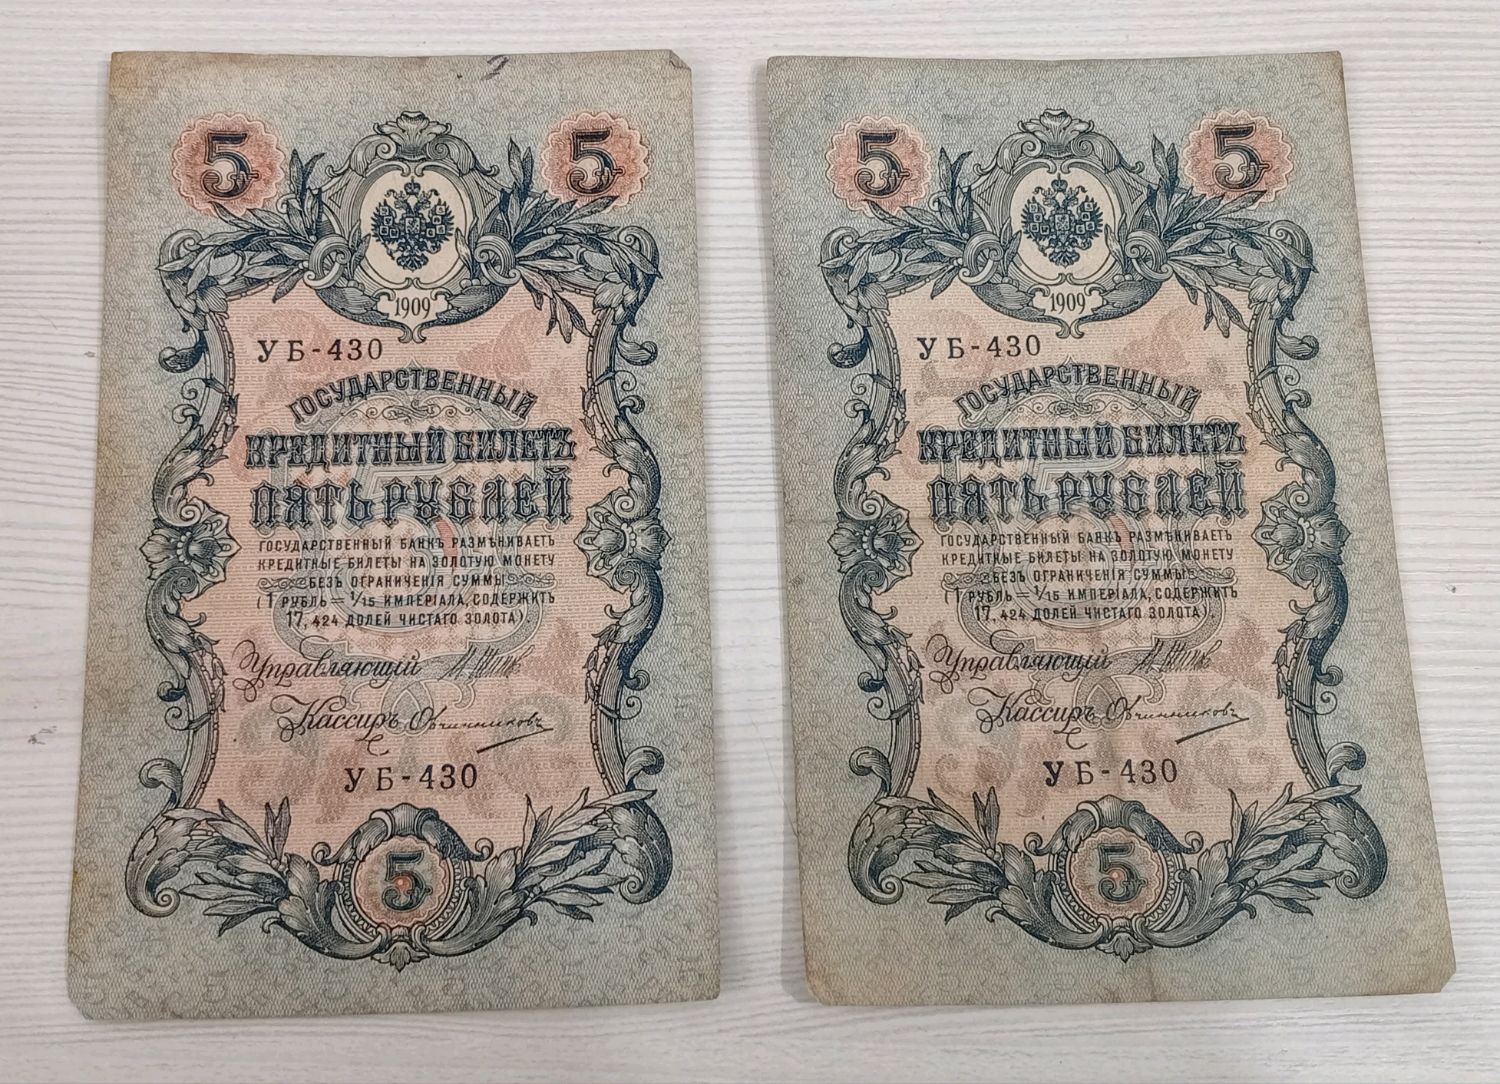 5 5
1909
УБ-430
ГОСУДАРСТВЕННЫЙ
КРЕДИТНЫЙ БИЛЕТЪ
ПЯТЬ РУБЛЕЙ
ГОСУДАРСТВЕННЫЙ БАНКЪ РАЗМѢНИВАЕТЪ
КРЕДИТНЫЕ БИЛЕТЫ НА ЗОЛОТУЮ МОНЕТУ
БЕЗЪ ОГРАНИЧЕНІЯ СУММЫ
(1 РУБЛЬ = 1/15 ИМПЕРІАЛА, СОДЕРЖИТЪ
17,424 ДОЛЕЙ ЧИСТАГО ЗОЛОТА).
Управляющій
Кассиръ Овчинниковъ
УБ-430
5
5 5
1909
УБ-430
ГОСУДАРСТВЕННЫЙ
КРЕДИТНЫЙ БИЛЕТЪ
ПЯТЬ РУБЛЕЙ
ГОСУДАРСТВЕННЫЙ БАНКЪ РАЗМѢНИВАЕТЪ
КРЕДИТНЫЕ БИЛЕТЫ НА ЗОЛОТУЮ МОНЕТУ
БЕЗЪ ОГРАНИЧЕНІЯ СУММЫ
(1 РУБЛЬ = 1/15 ИМПЕРІАЛА, СОДЕРЖИТЪ
17,424 ДОЛЕЙ ЧИСТАГО ЗОЛОТА).
Управляющій
Кассиръ Овчинниковъ
УБ-430
5